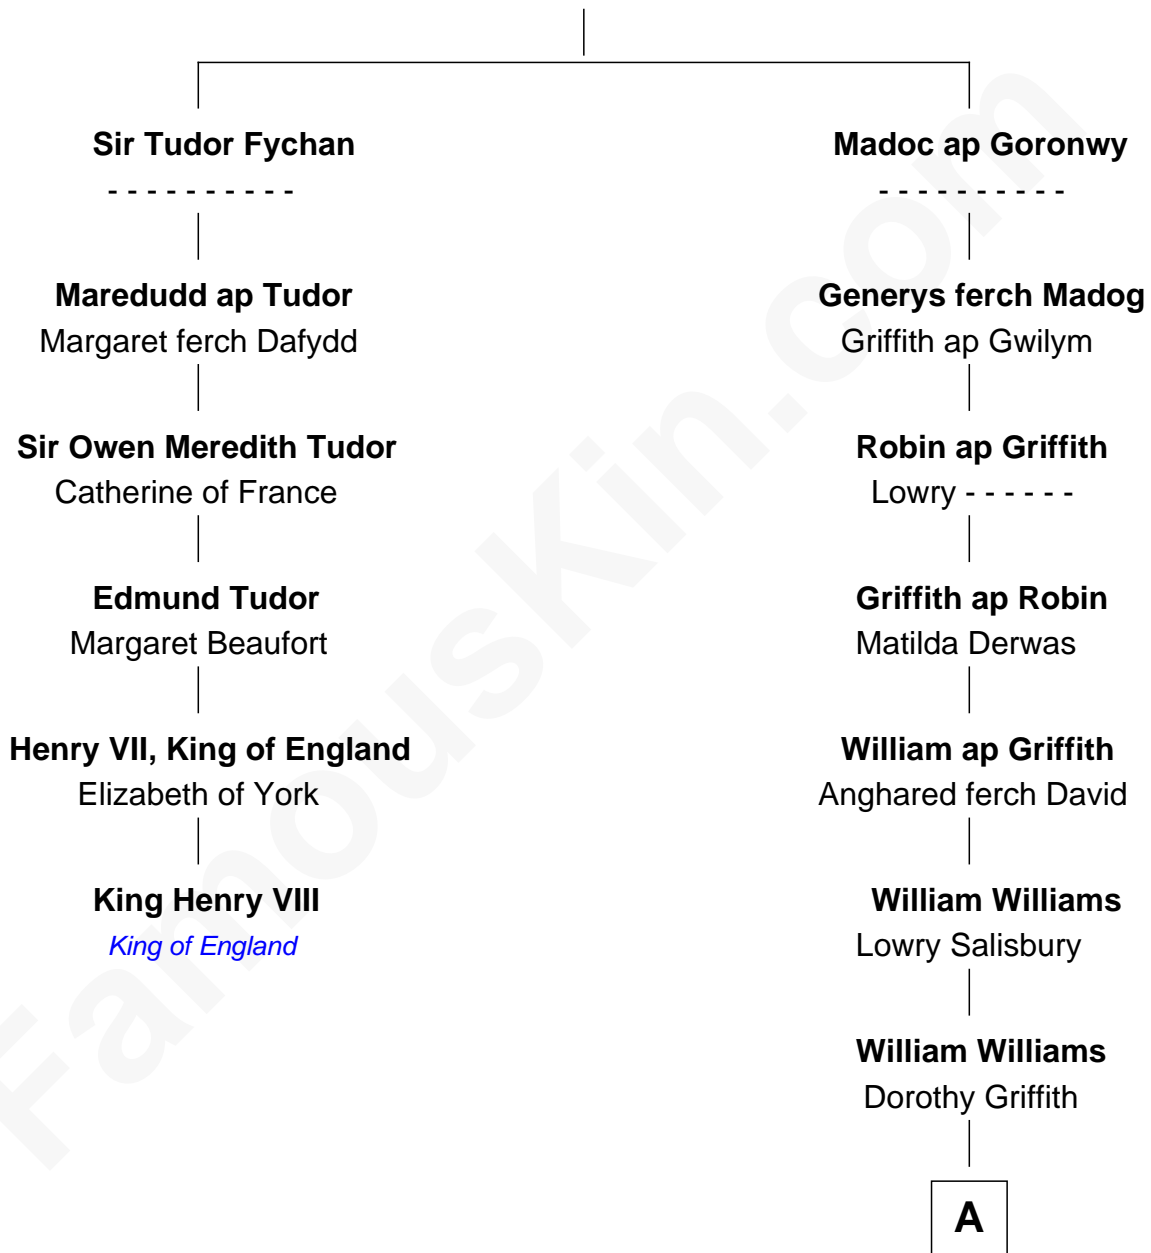 Sir Tudor Fychan
- - - - - - - - - -
Maredudd ap Tudor
Margaret ferch Dafydd
Sir Owen Meredith Tudor
Catherine of France
Edmund Tudor
Margaret Beaufort
Henry VII, King of England
Elizabeth of York
King Henry VIII
King of England
Madoc ap Goronwy
- - - - - - - - - -
Generys ferch Madog
Griffith ap Gwilym
Robin ap Griffith
Lowry - - - - - -
Griffith ap Robin
Matilda Derwas
William ap Griffith
Anghared ferch David
William Williams
Lowry Salisbury
William Williams
Dorothy Griffith
A
FamousKin.com